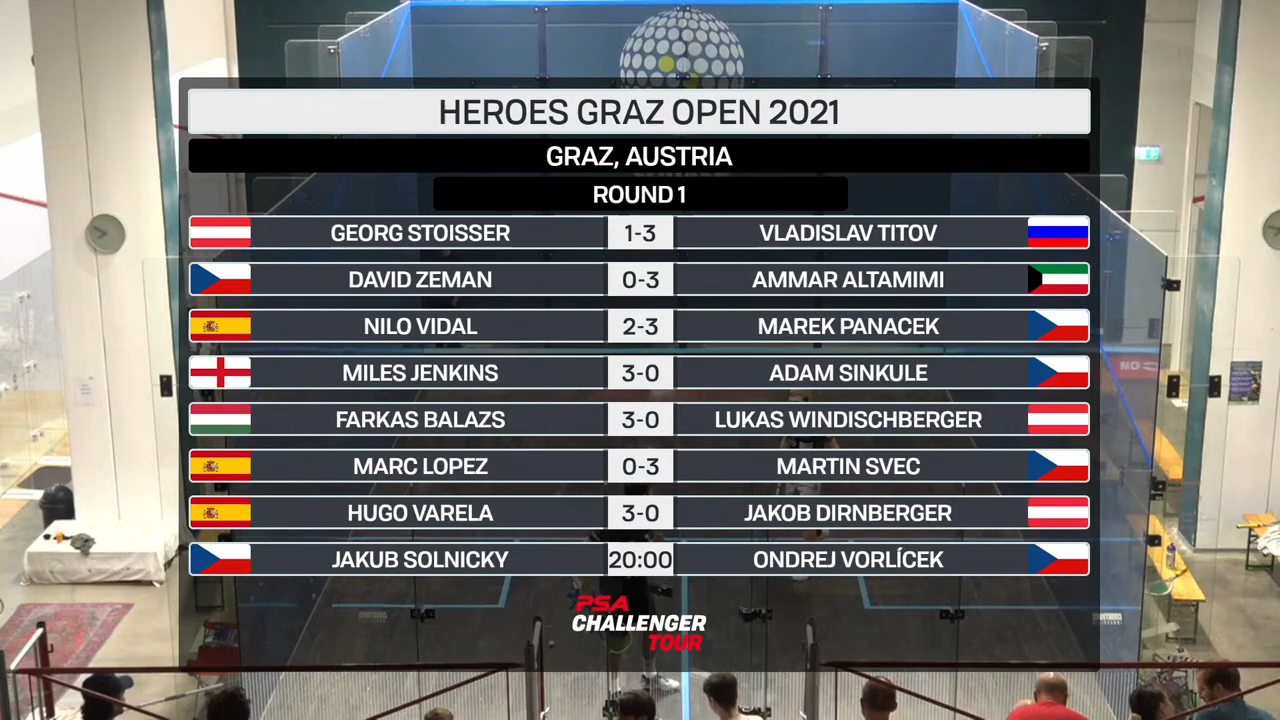 HEROES GRAZ OPEN 2021
GRAZ, AUSTRIA
ROUND 1
GEORG STOISSER 1-3 VLADISLAV TITOV
DAVID ZEMAN 0-3 AMMAR ALTAMIMI
NILO VIDAL 2-3 MAREK PANACEK
MILES JENKINS 3-0 ADAM SINKULE
FARKAS BALAZS 3-0 LUKAS WINDISCHBERGER
MARC LOPEZ 0-3 MARTIN SVEC
HUGO VARELA 3-0 JAKOB DIRNBERGER
JAKUB SOLNICKY 20:00 ONDREJ VORLÍCEK
PSA
CHALLENGER
TOUR